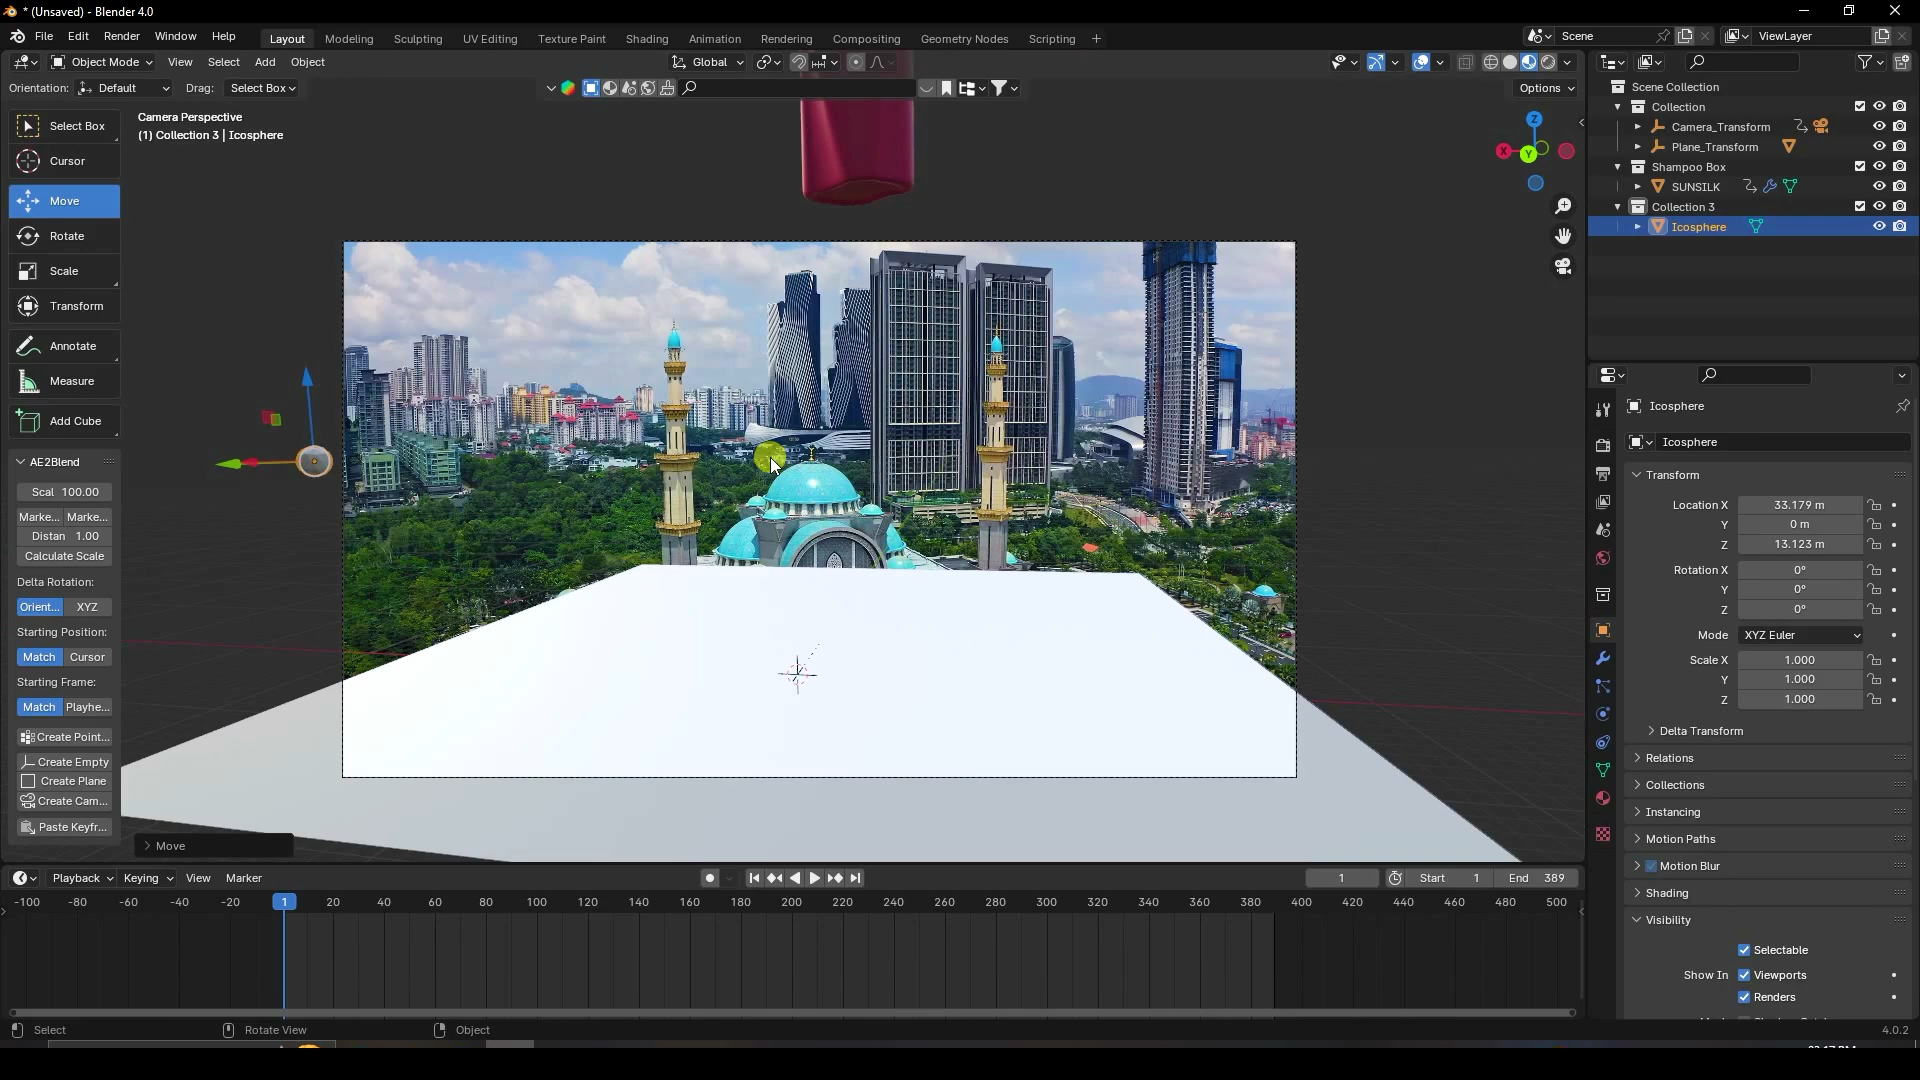 * (Unsaved) - Blender 4.0
File Edit Render Window Help
Layout Modeling Sculpting UV Editing Texture Paint Shading Animation Rendering Compositing Geometry Nodes Scripting +
Scene
ViewLayer
Object Mode View Select Add Object
Global
Orientation: Default Drag: Select Box
Options
Camera Perspective
(1) Collection 3 | Icosphere
Select Box
Cursor
Move
Rotate
Scale
Transform
Annotate
Measure
Add Cube
AE2Blend
Scal 100.00
Marke... Marke...
Distan 1.00
Calculate Scale
Delta Rotation:
Orient... XYZ
Starting Position:
Match Cursor
Starting Frame:
Match Playhe...
Create Point...
Create Empty
Create Plane
Create Cam...
Paste Keyfr...
Move
Z
X
Y
Scene Collection
Collection
Camera_Transform
Plane_Transform
Shampoo Box
SUNSILK
Collection 3
Icosphere
Icosphere
Icosphere
Transform
Location X 33.179 m
Y 0 m
Z 13.123 m
Rotation X 0°
Y 0°
Z 0°
Mode XYZ Euler
Scale X 1.000
Y 1.000
Z 1.000
Delta Transform
Relations
Collections
Instancing
Motion Paths
Motion Blur
Shading
Visibility
Selectable
Show In Viewports
Renders
Playback Keying View Marker
1 Start 1 End 389
-100 -80 -60 -40 -20 1 20 40 60 80 100 120 140 160 180 200 220 240 260 280 300 320 340 360 380 400 420 440 460 480 500
Select Rotate View Object
4.0.2